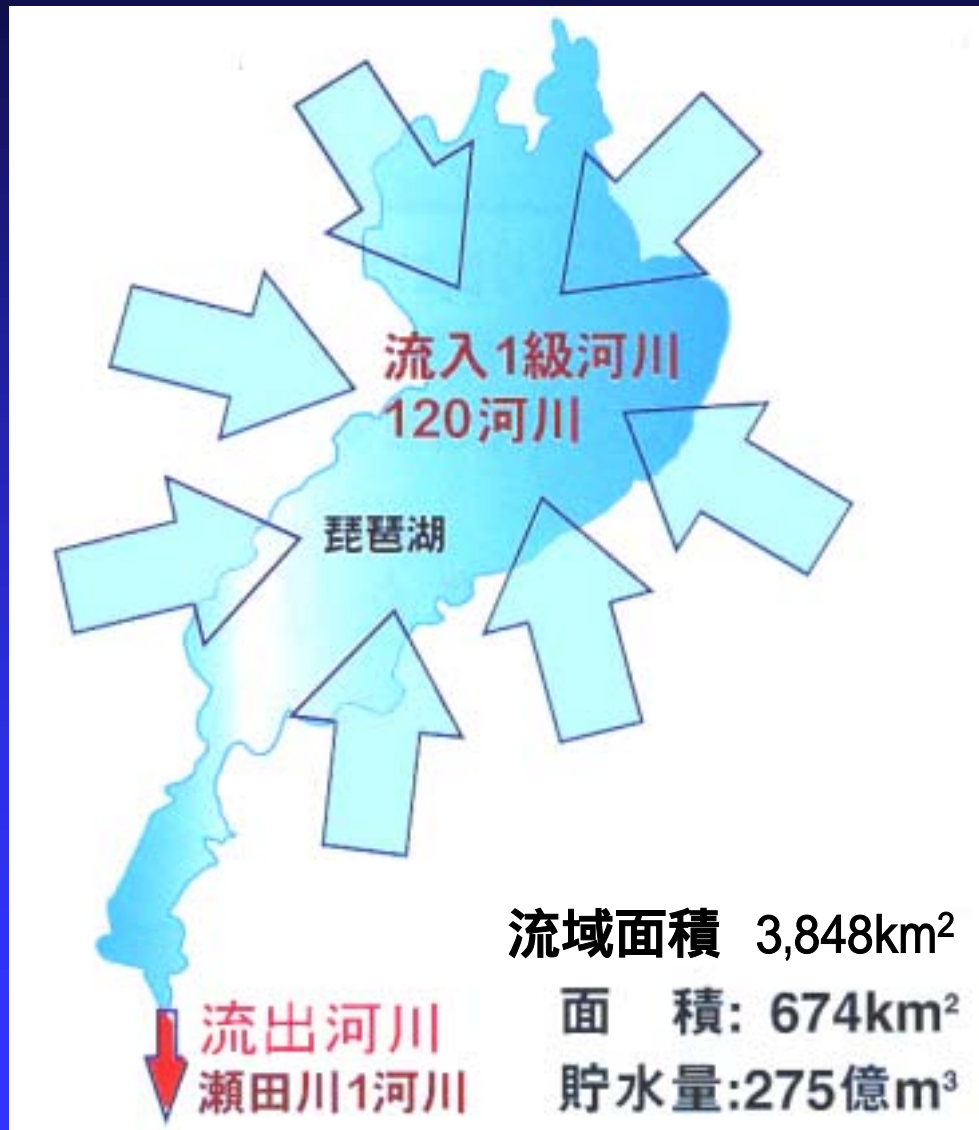 流入1級河川
120河川
琵琶湖
流域面積 3,848km²
面 積: 674km²
貯水量:275億m³
流出河川
瀬田川1河川